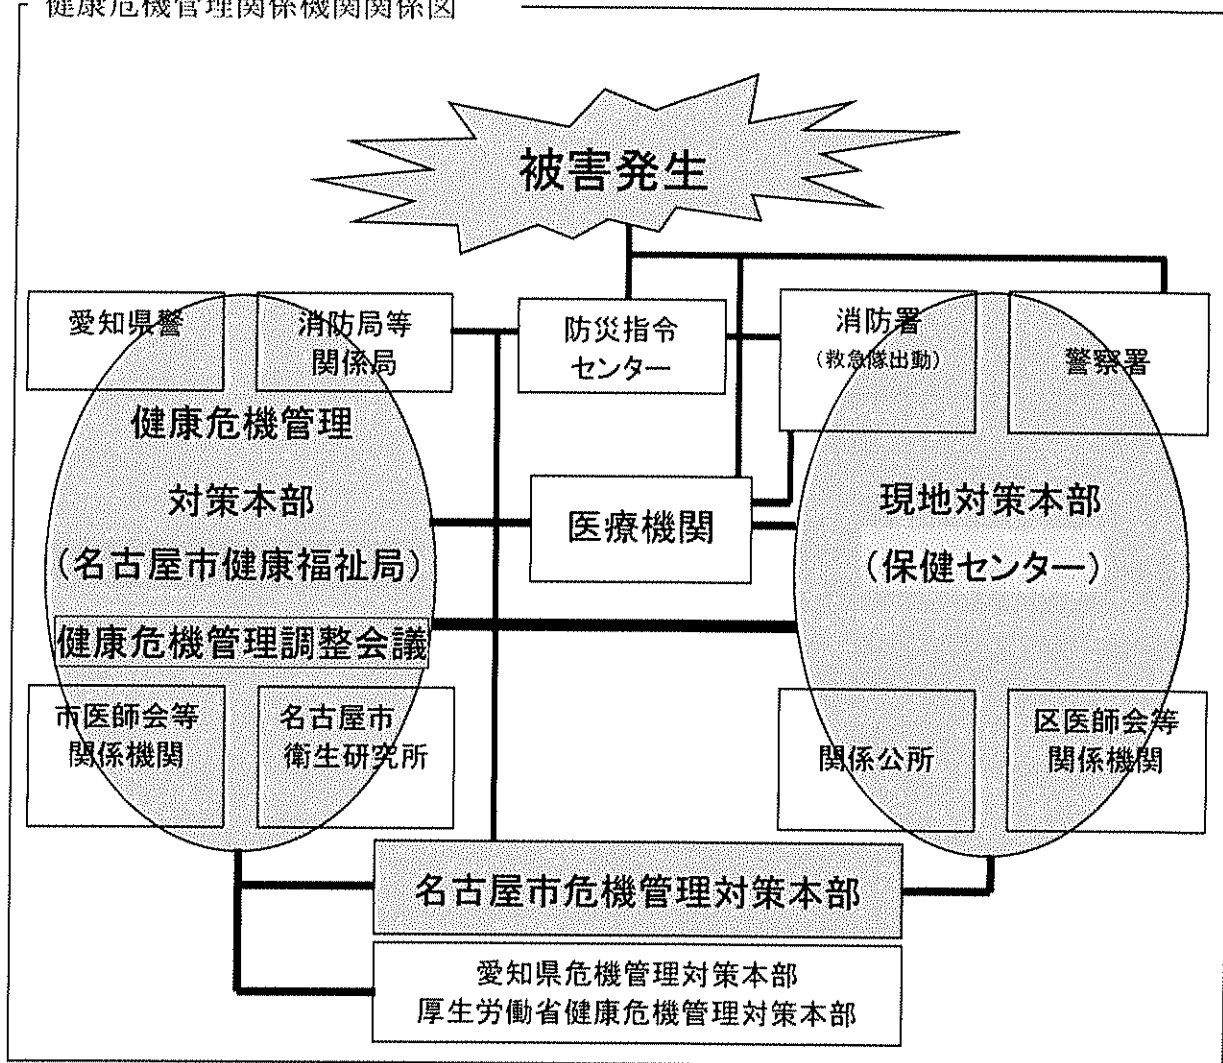 健康危機管理関係機関関係図
被害発生
愛知県警
消防局等
関係局
防災指令
センター
消防署
(救急隊出動)
警察署
健康危機管理
対策本部
(名古屋市健康福祉局)
健康危機管理調整会議
医療機関
現地対策本部
(保健センター)
市医師会等
関係機関
名古屋市
衛生研究所
関係公所
区医師会等
関係機関
名古屋市危機管理対策本部
愛知県危機管理対策本部
厚生労働省健康危機管理対策本部